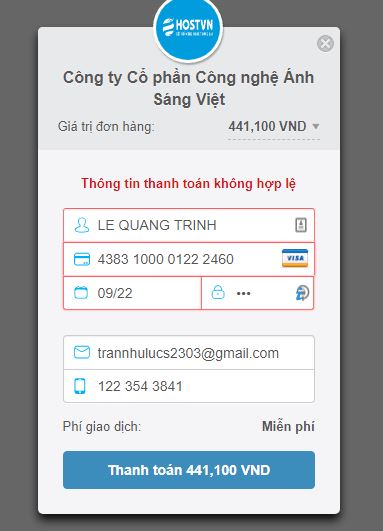 HOSTVN
Công ty Cổ phần Công nghệ Ánh
Sáng Việt
Giá trị đơn hàng: 441,100 VND
Thông tin thanh toán không hợp lệ
LE QUANG TRINH
4383 1000 0122 2460 VISA
09/22 •••
trannhulucs2303@gmail.com
122 354 3841
Phí giao dịch: Miễn phí
Thanh toán 441,100 VND